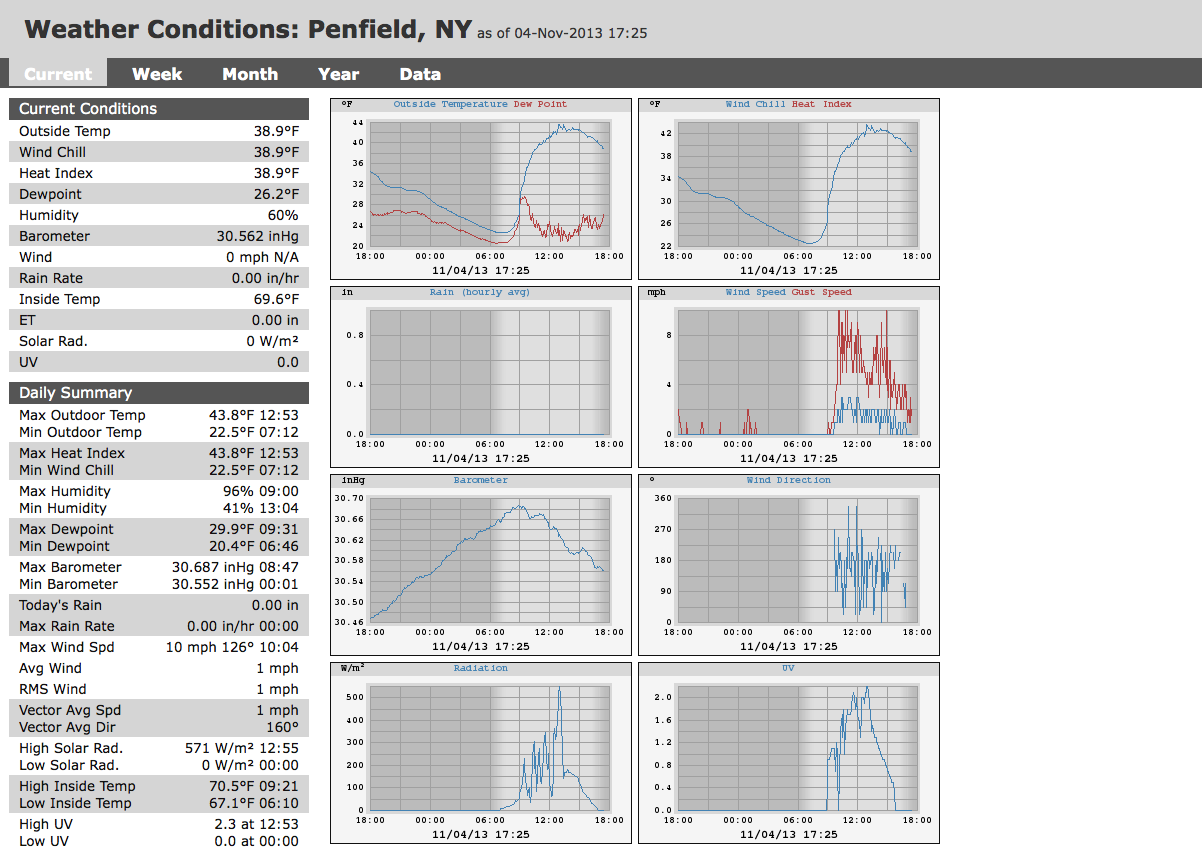 Weather Conditions: Penfield, NY as of 04-Nov-2013 17:25
Current Week Month Year Data
Current Conditions
Outside Temp 38.9°F
Wind Chill 38.9°F
Heat Index 38.9°F
Dewpoint 26.2°F
Humidity 60%
Barometer 30.562 inHg
Wind 0 mph N/A
Rain Rate 0.00 in/hr
Inside Temp 69.6°F
ET 0.00 in
Solar Rad. 0 W/m²
UV 0.0
Daily Summary
Max Outdoor Temp 43.8°F 12:53
Min Outdoor Temp 22.5°F 07:12
Max Heat Index 43.8°F 12:53
Min Wind Chill 22.5°F 07:12
Max Humidity 96% 09:00
Min Humidity 41% 13:04
Max Dewpoint 29.9°F 09:31
Min Dewpoint 20.4°F 06:46
Max Barometer 30.687 inHg 08:47
Min Barometer 30.552 inHg 00:01
Today's Rain 0.00 in
Max Rain Rate 0.00 in/hr 00:00
Max Wind Spd 10 mph 126° 10:04
Avg Wind 1 mph
RMS Wind 1 mph
Vector Avg Spd 1 mph
Vector Avg Dir 160°
High Solar Rad. 571 W/m² 12:55
Low Solar Rad. 0 W/m² 00:00
High Inside Temp 70.5°F 09:21
Low Inside Temp 67.1°F 06:10
High UV 2.3 at 12:53
Low UV 0.0 at 00:00
°F Outside Temperature Dew Point
44
40
36
32
28
24
20
18:00 00:00 06:00 12:00 18:00
11/04/13 17:25
°F Wind Chill Heat Index
42
38
34
30
26
22
18:00 00:00 06:00 12:00 18:00
11/04/13 17:25
in Rain (hourly avg)
0.8
0.4
0.0
18:00 00:00 06:00 12:00 18:00
11/04/13 17:25
mph Wind Speed Gust Speed
8
4
0
18:00 00:00 06:00 12:00 18:00
11/04/13 17:25
inHg Barometer
30.70
30.66
30.62
30.58
30.54
30.50
30.46
18:00 00:00 06:00 12:00 18:00
11/04/13 17:25
° Wind Direction
360
270
180
90
0
18:00 00:00 06:00 12:00 18:00
11/04/13 17:25
W/m² Radiation
500
400
300
200
100
0
18:00 00:00 06:00 12:00 18:00
11/04/13 17:25
UV
2.0
1.6
1.2
0.8
0.4
0.0
18:00 00:00 06:00 12:00 18:00
11/04/13 17:25